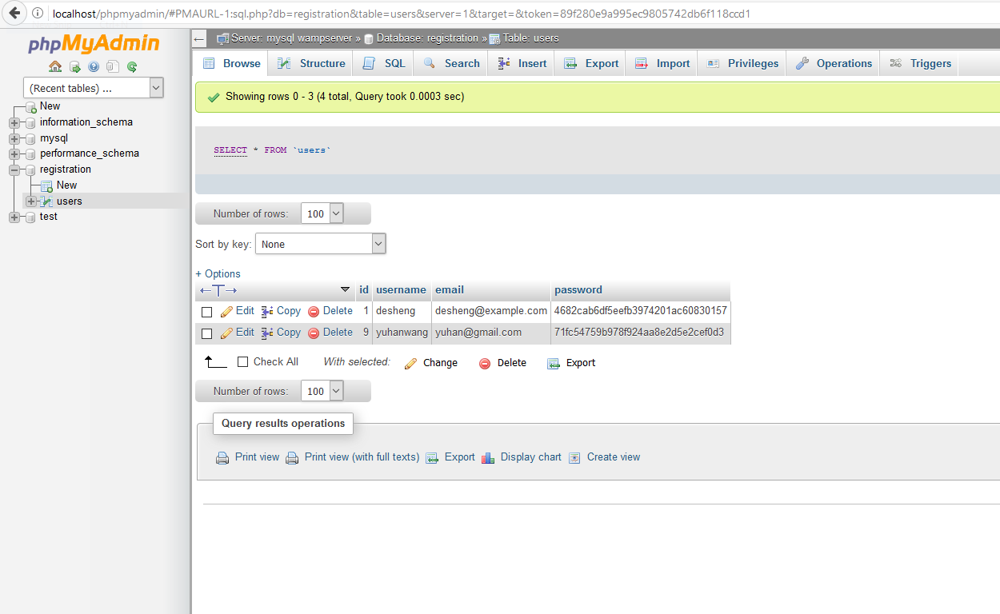 localhost/phpmyadmin/#PMAURL-1:sql.php?db=registration&table=users&server=1&target=&token=89f280e9a995ec9805742db6f118ccd1
phpMyAdmin
(Recent tables) ...
New
information_schema
mysql
performance_schema
registration
New
users
test
Server: mysql wampserver » Database: registration » Table: users
Browse Structure SQL Search Insert Export Import Privileges Operations Triggers
Showing rows 0 - 3 (4 total, Query took 0.0003 sec)
SELECT * FROM `users`
Number of rows: 100
Sort by key: None
+ Options
←T→ id username email password
Edit Copy Delete 1 desheng desheng@example.com 4682cab6df5eefb3974201ac60830157
Edit Copy Delete 9 yuhanwang yuhan@gmail.com 71fc54759b978f924aa8e2d5e2cef0d3
Check All With selected: Change Delete Export
Number of rows: 100
Query results operations
Print view Print view (with full texts) Export Display chart Create view